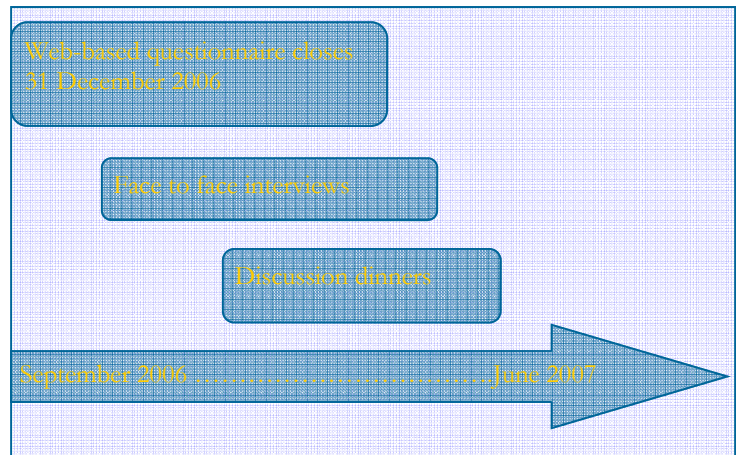 Web-based questionnaire closes
31 December 2006
Face to face interviews
Discussion dinners
September 2006.................................June 2007